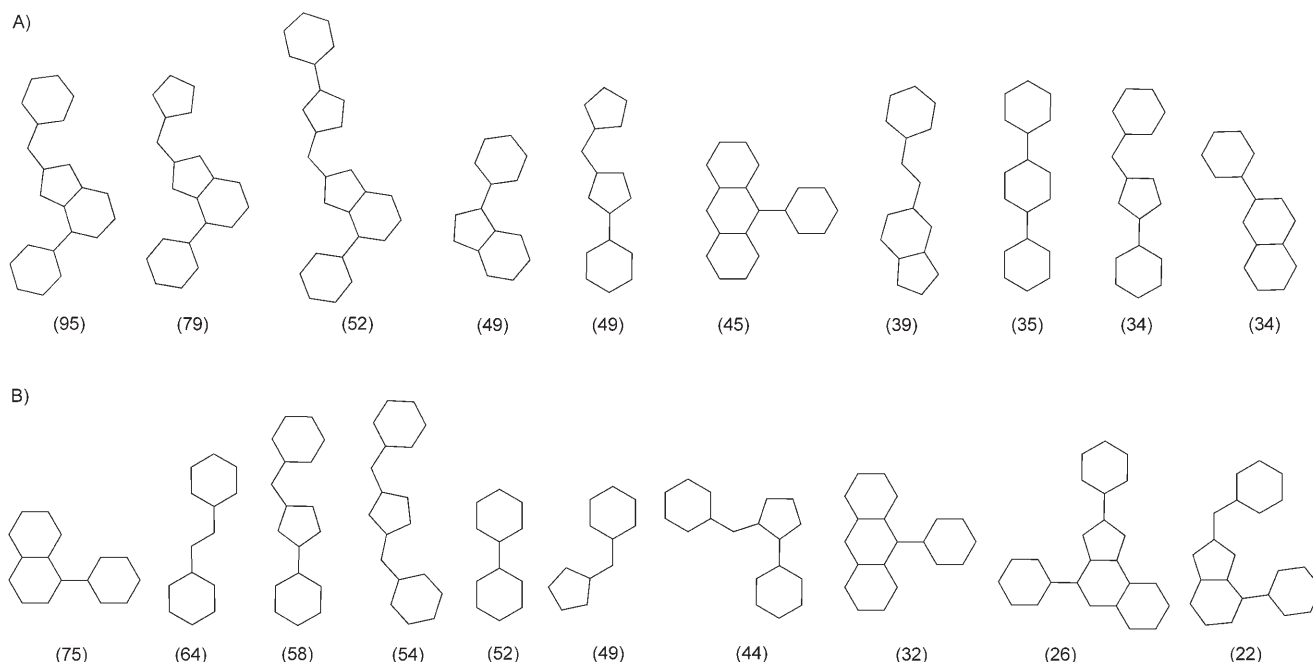 A)
(95) (79) (52) (49) (49) (45) (39) (35) (34) (34)
B)
(75) (64) (58) (54) (52) (49) (44) (32) (26) (22)